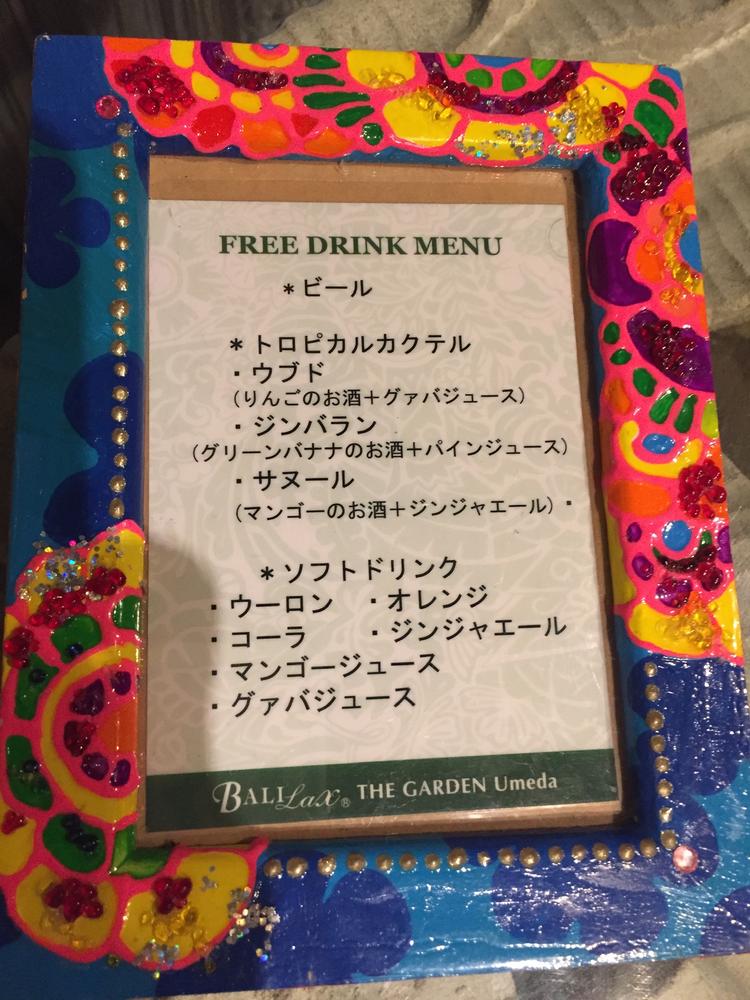 FREE DRINK MENU
＊ビール
＊トロピカルカクテル
・ウブド
（りんごのお酒＋グァバジュース）
・ジンバラン
（グリーンバナナのお酒＋パインジュース）
・サヌール
（マンゴーのお酒＋ジンジャエール）・
＊ソフトドリンク
・ウーロン ・オレンジ
・コーラ ・ジンジャエール
・マンゴージュース
・グァバジュース
BALI Lax® THE GARDEN Umeda